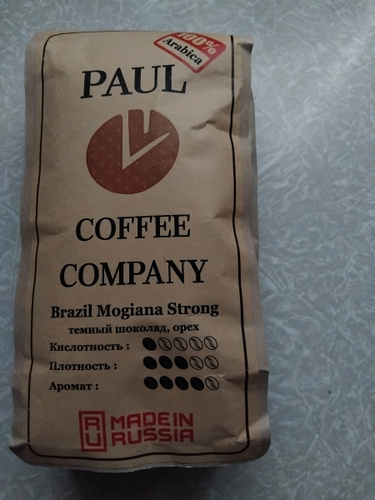 100%
Arabica
PAUL
COFFEE
COMPANY
Brazil Mogiana Strong
темный шоколад, орех
Кислотность :
Плотность :
Аромат :
RU MADE IN
RUSSIA